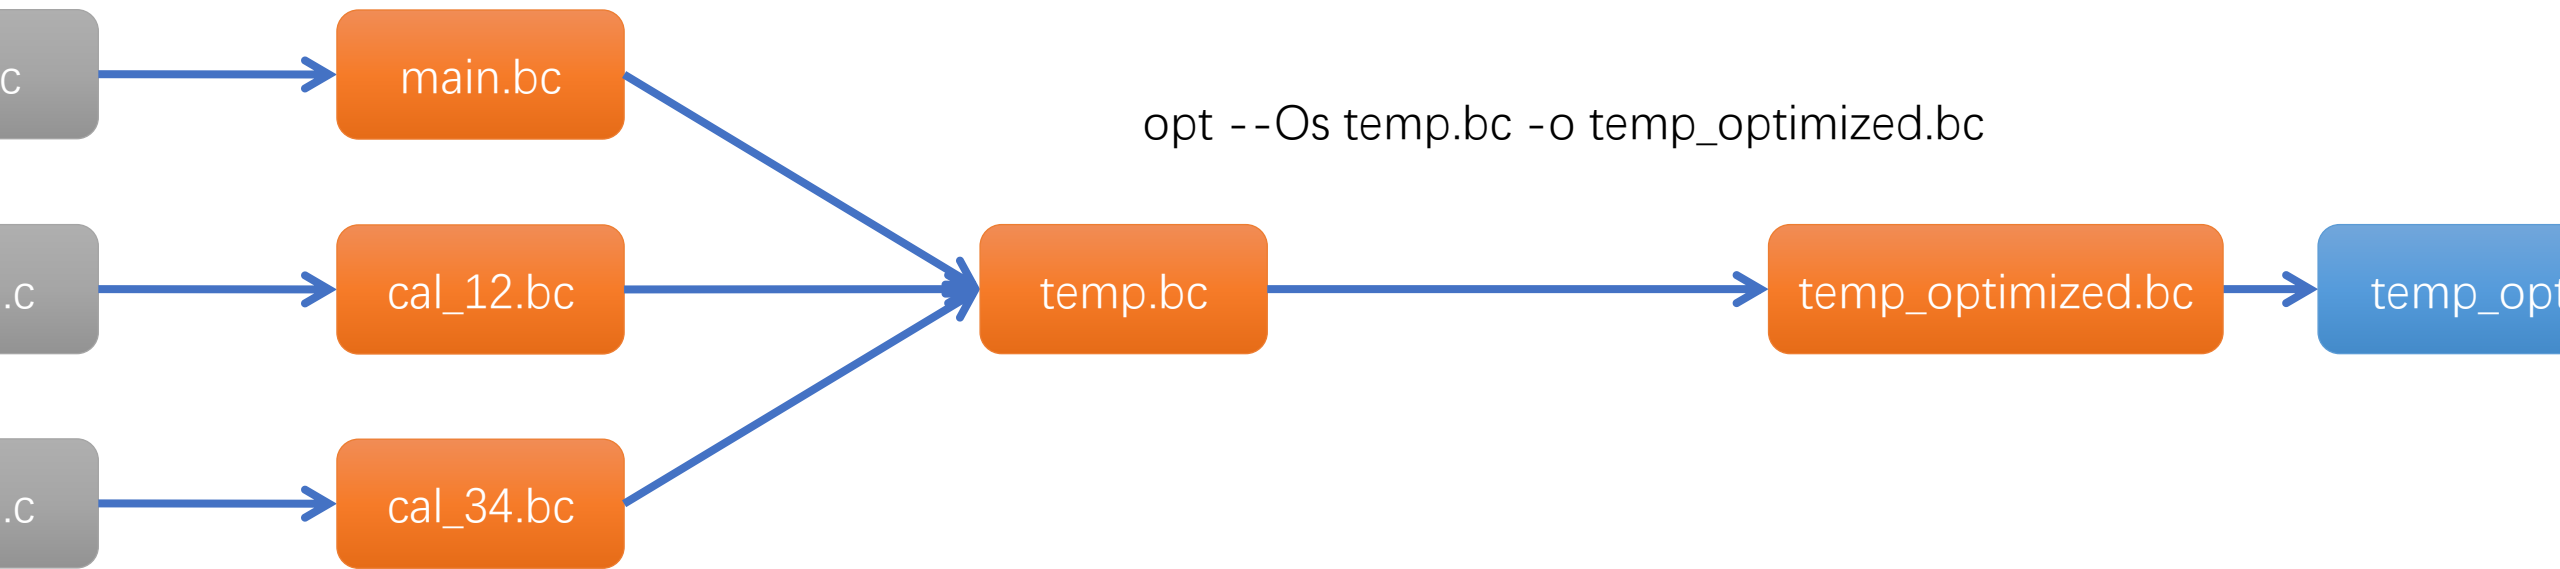 c
main.bc
opt --Os temp.bc -o temp_optimized.bc
.c
cal_12.bc
temp.bc
temp_optimized.bc
temp_opt
.c
cal_34.bc